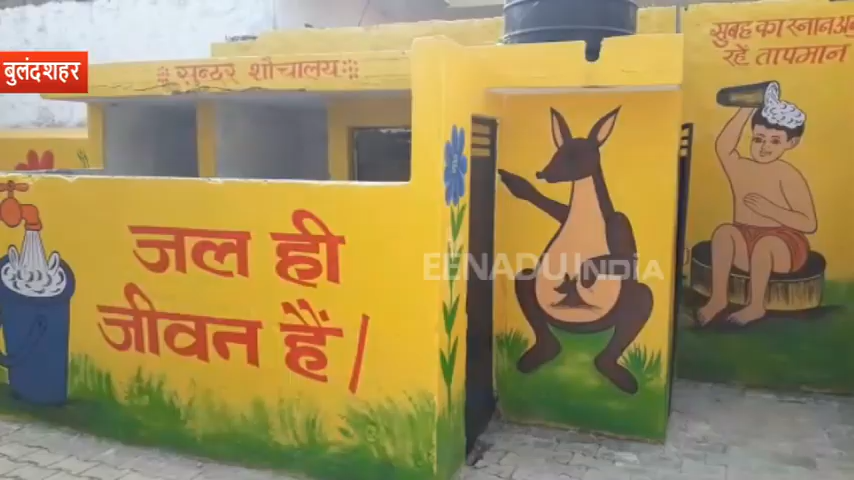 बुलंदशहर
सुन्दर शौचालय
सुबह का स्नान
रहें तापमान
जल ही
जीवन हैं।
EENADU INDIA